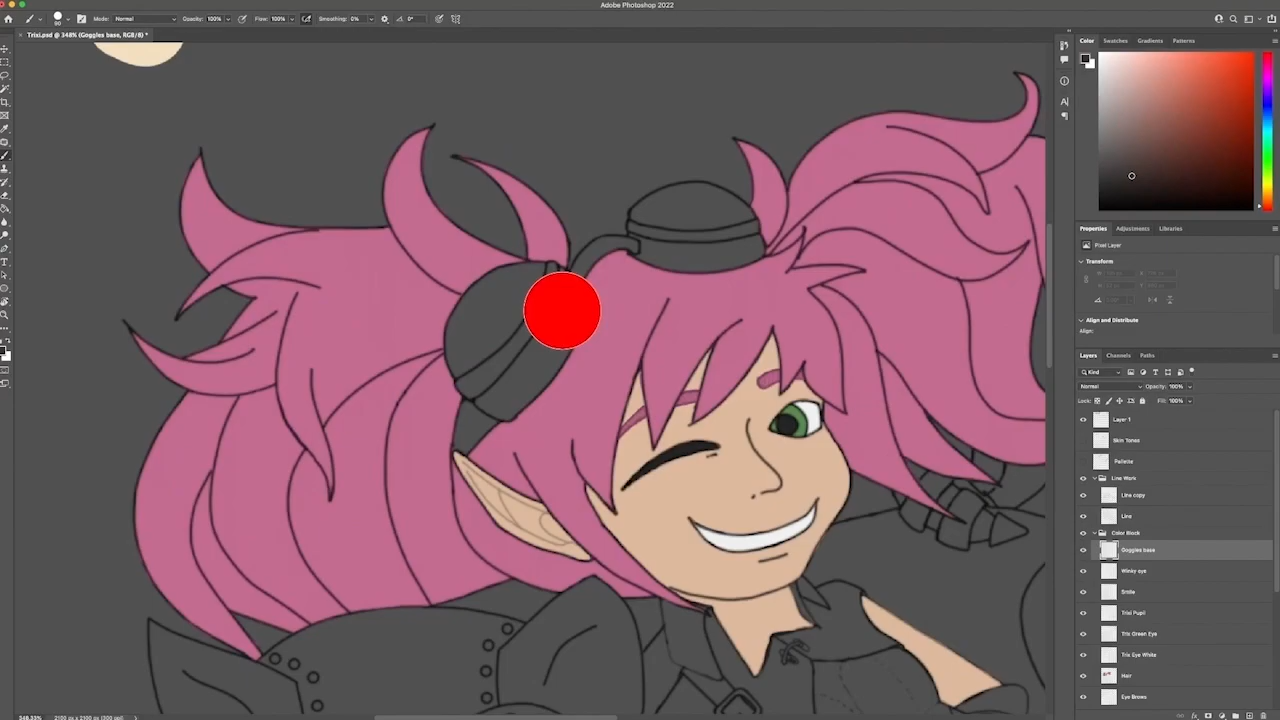 Adobe Photoshop 2022
90
Mode: Normal
Opacity: 100%
Flow: 100%
Smoothing: 0%
0°
Trixi.psd @ 348% (Goggles base, RGB/8) *
Color
Swatches
Gradients
Patterns
Properties
Adjustments
Libraries
Pixel Layer
Transform
Align and Distribute
Align:
Layers
Channels
Paths
Kind
Normal
Opacity: 100%
Lock:
Fill: 100%
Layer 1
Skin Tones
Pallette
Line Work
Line copy
Line
Color Block
Goggles base
Winky eye
Smile
Trixi Pupil
Trix Green Eye
Trix Eye White
Hair
Eye Brows